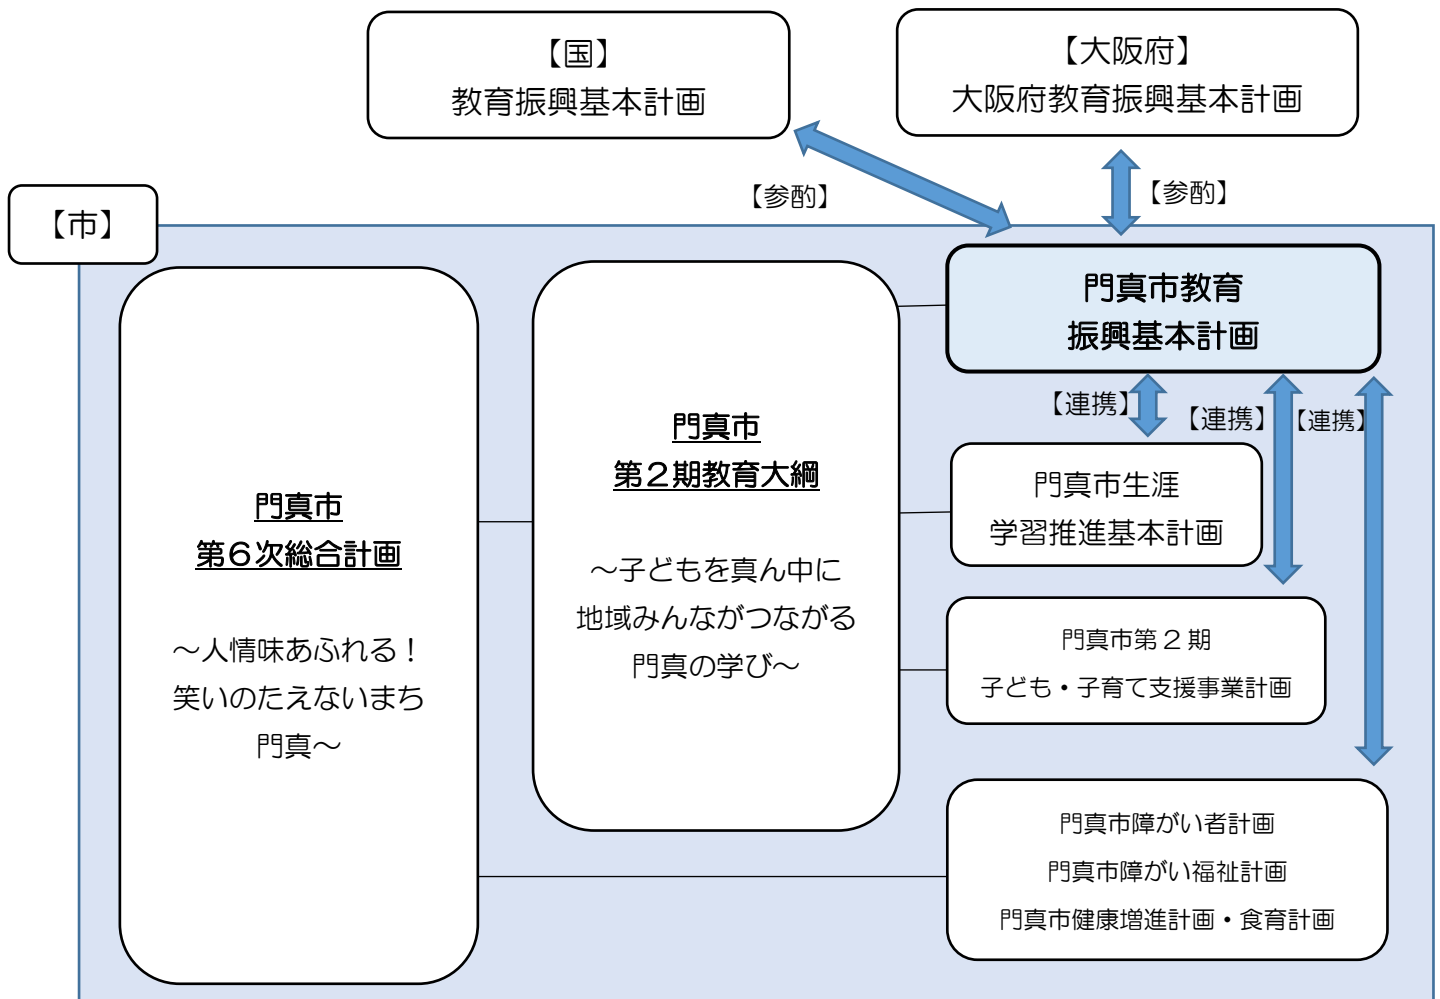 【国】
教育振興基本計画
【大阪府】
大阪府教育振興基本計画
【参酌】
【参酌】
【市】
門真市
第6次総合計画
～人情味あふれる！
笑いのたえないまち
門真～
門真市
第２期教育大綱
～子どもを真ん中に
地域みんながつながる
門真の学び～
門真市教育
振興基本計画
【連携】
【連携】
【連携】
門真市生涯
学習推進基本計画
門真市第２期
子ども・子育て支援事業計画
門真市障がい者計画
門真市障がい福祉計画
門真市健康増進計画・食育計画